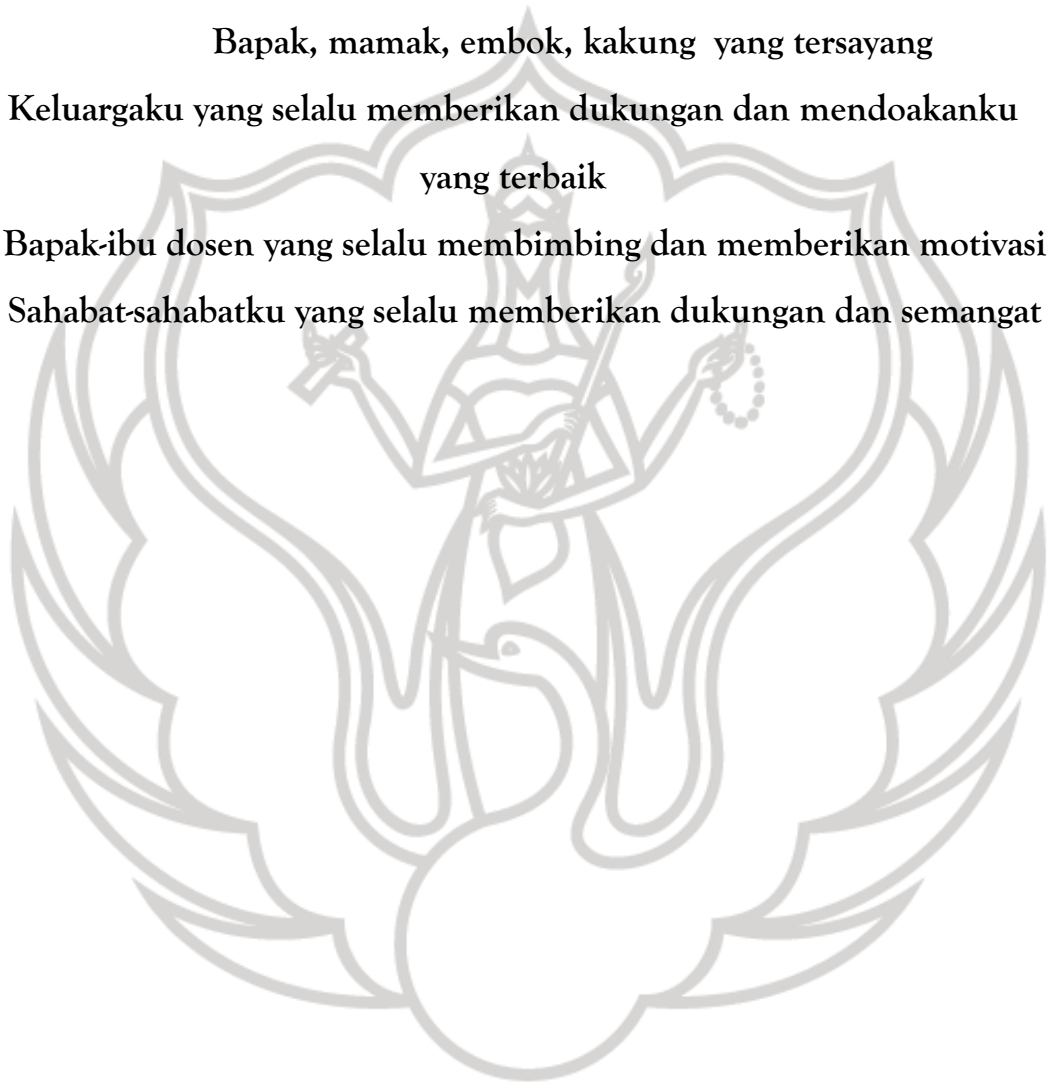 Bapak, mamak, embok, kakung yang tersayang
Keluargaku yang selalu memberikan dukungan dan mendoakanku
yang terbaik
Bapak-ibu dosen yang selalu membimbing dan memberikan motivasi
Sahabat-sahabatku yang selalu memberikan dukungan dan semangat